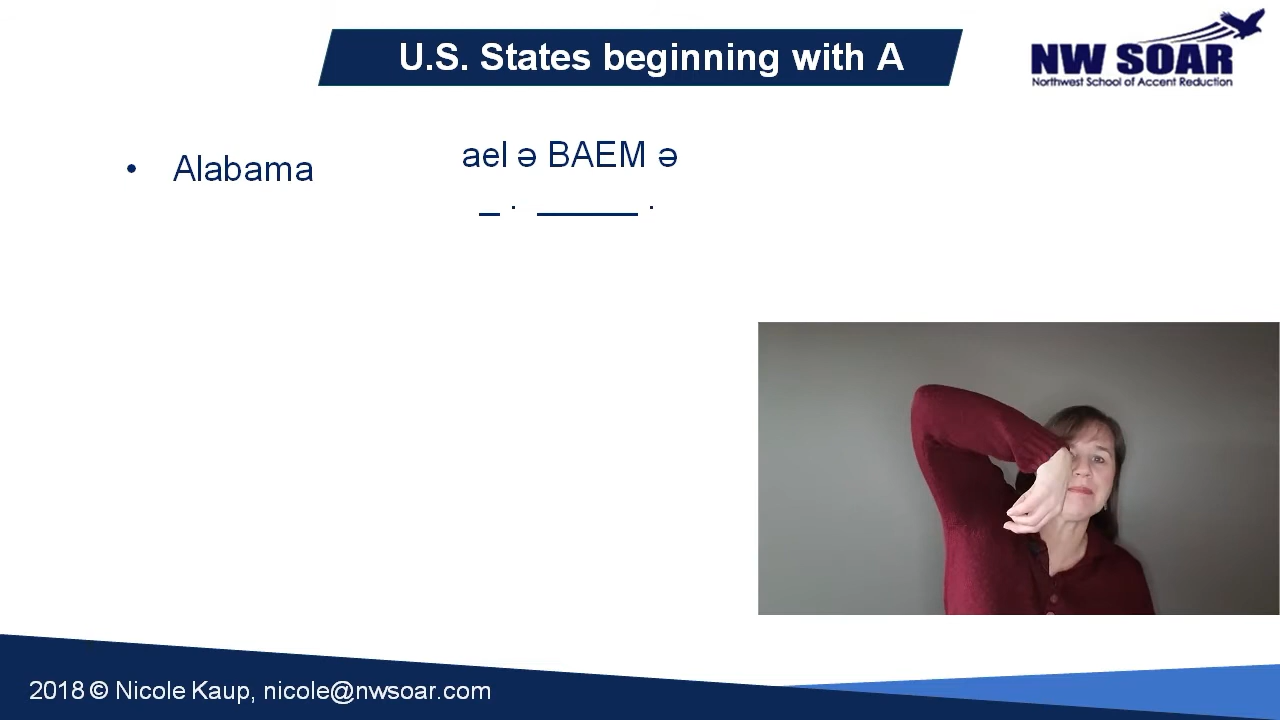 U.S. States beginning with A
NW SOAR
Northwest School of Accent Reduction
• Alabama
ael ə BAEM ə
_ . _____ .
2018 © Nicole Kaup, nicole@nwsoar.com